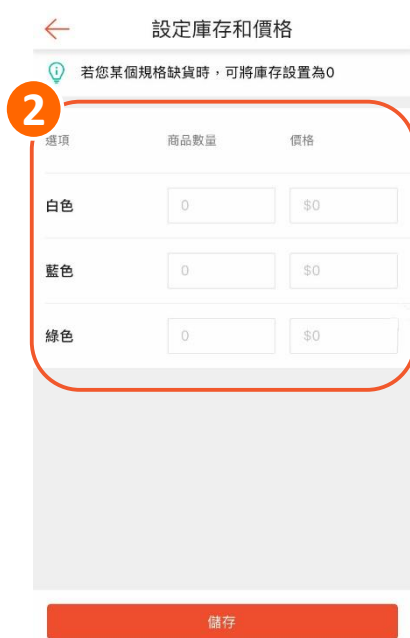 設定庫存和價格
若您某個規格缺貨時，可將庫存設置為0
2
選項 商品數量 價格
白色 0 $0
藍色 0 $0
綠色 0 $0
儲存